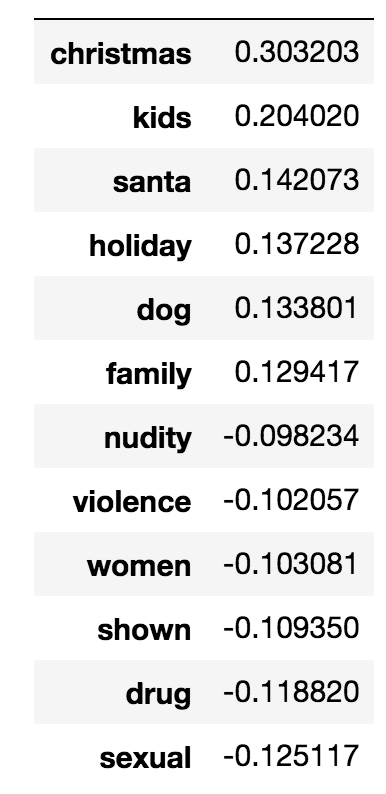 christmas 0.303203
kids 0.204020
santa 0.142073
holiday 0.137228
dog 0.133801
family 0.129417
nudity -0.098234
violence -0.102057
women -0.103081
shown -0.109350
drug -0.118820
sexual -0.125117